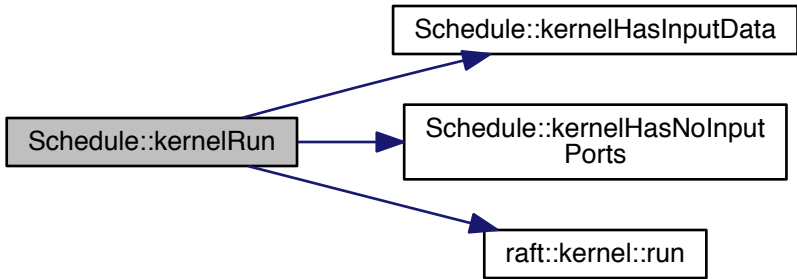 Schedule::kernelHasInputData
Schedule::kernelRun
Schedule::kernelHasNoInput
Ports
raft::kernel::run